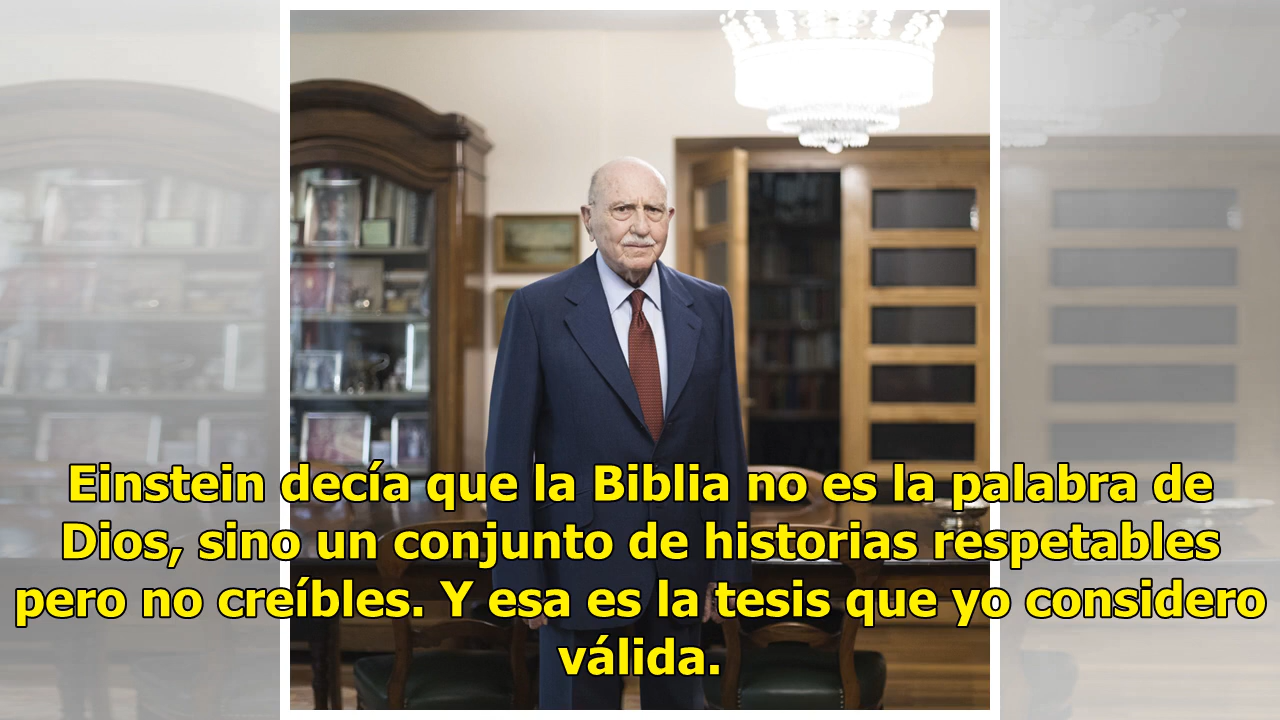 Einstein decía que la Biblia no es la palabra de
Dios, sino un conjunto de historias respetables
pero no creíbles. Y esa es la tesis que yo considero
válida.